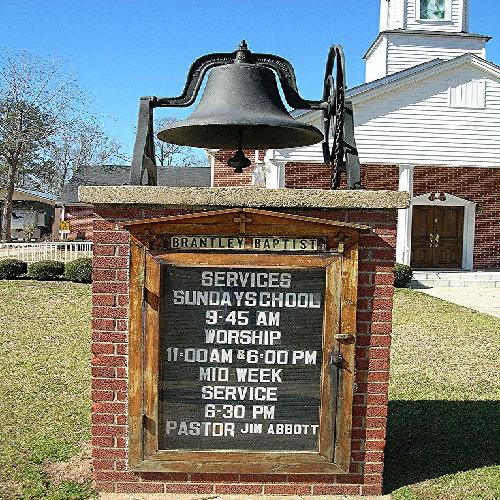 BRANTLEY BAPTIST
SERVICES
SUNDAYSCHOOL
9-45 AM
WORSHIP
11:00AM & 6:00 PM
MID WEEK
SERVICE
6-30 PM
PASTOR JIM ABBOTT